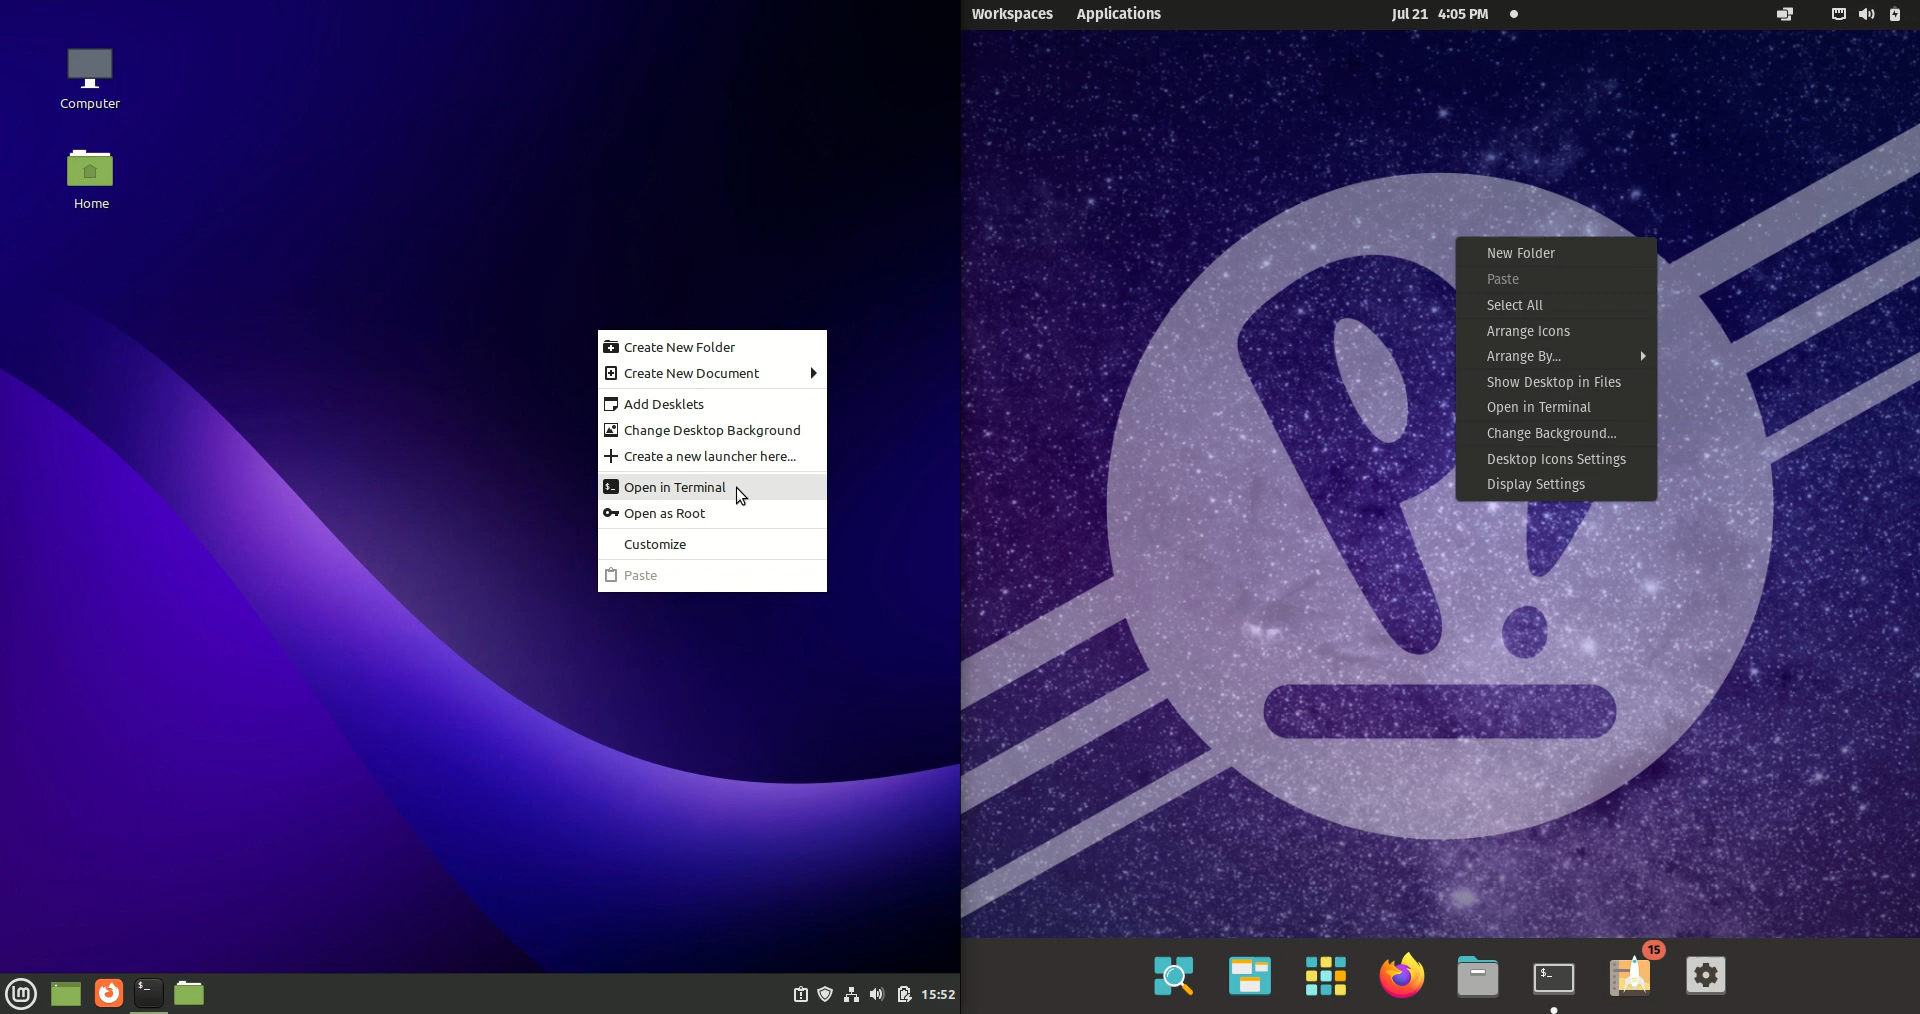 Computer
Home
Create New Folder
Create New Document
Add Desklets
Change Desktop Background
Create a new launcher here...
$_ Open in Terminal
Open as Root
Customize
Paste
$_
15:52
Workspaces Applications Jul 21 4:05 PM
New Folder
Paste
Select All
Arrange Icons
Arrange By...
Show Desktop in Files
Open in Terminal
Change Background...
Desktop Icons Settings
Display Settings
15
$_